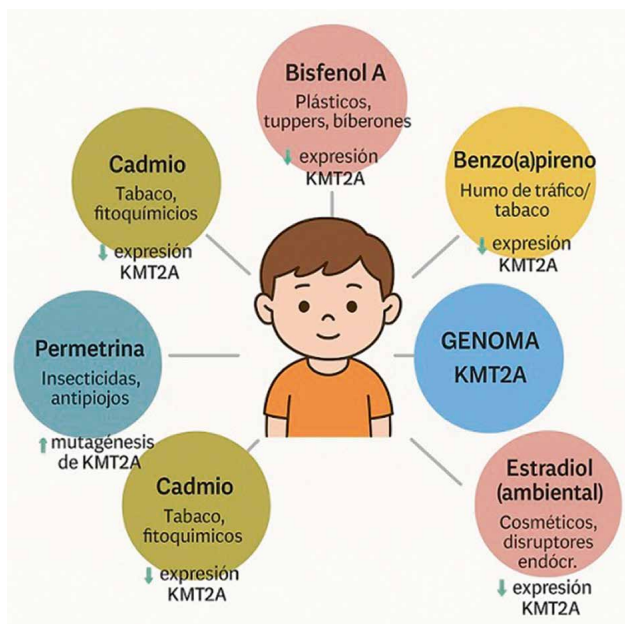 Bisfenol A
Plásticos,
tuppers, bíberones
↓ expresión
KMT2A
Cadmio
Tabaco,
fitoquímicios
↓ expresión
KMT2A
Benzo(a)pireno
Humo de tráfico/
tabaco
↓ expresión
KMT2A
Permetrina
Insecticidas,
antipiojos
↑ mutagénesis
de KMT2A
GENOMA
KMT2A
Cadmio
Tabaco,
fitoquimicos
↓ expresión
KMT2A
Estradiol
(ambiental)
Cosméticos,
disruptores
endócr.
↓ expresión
KMT2A